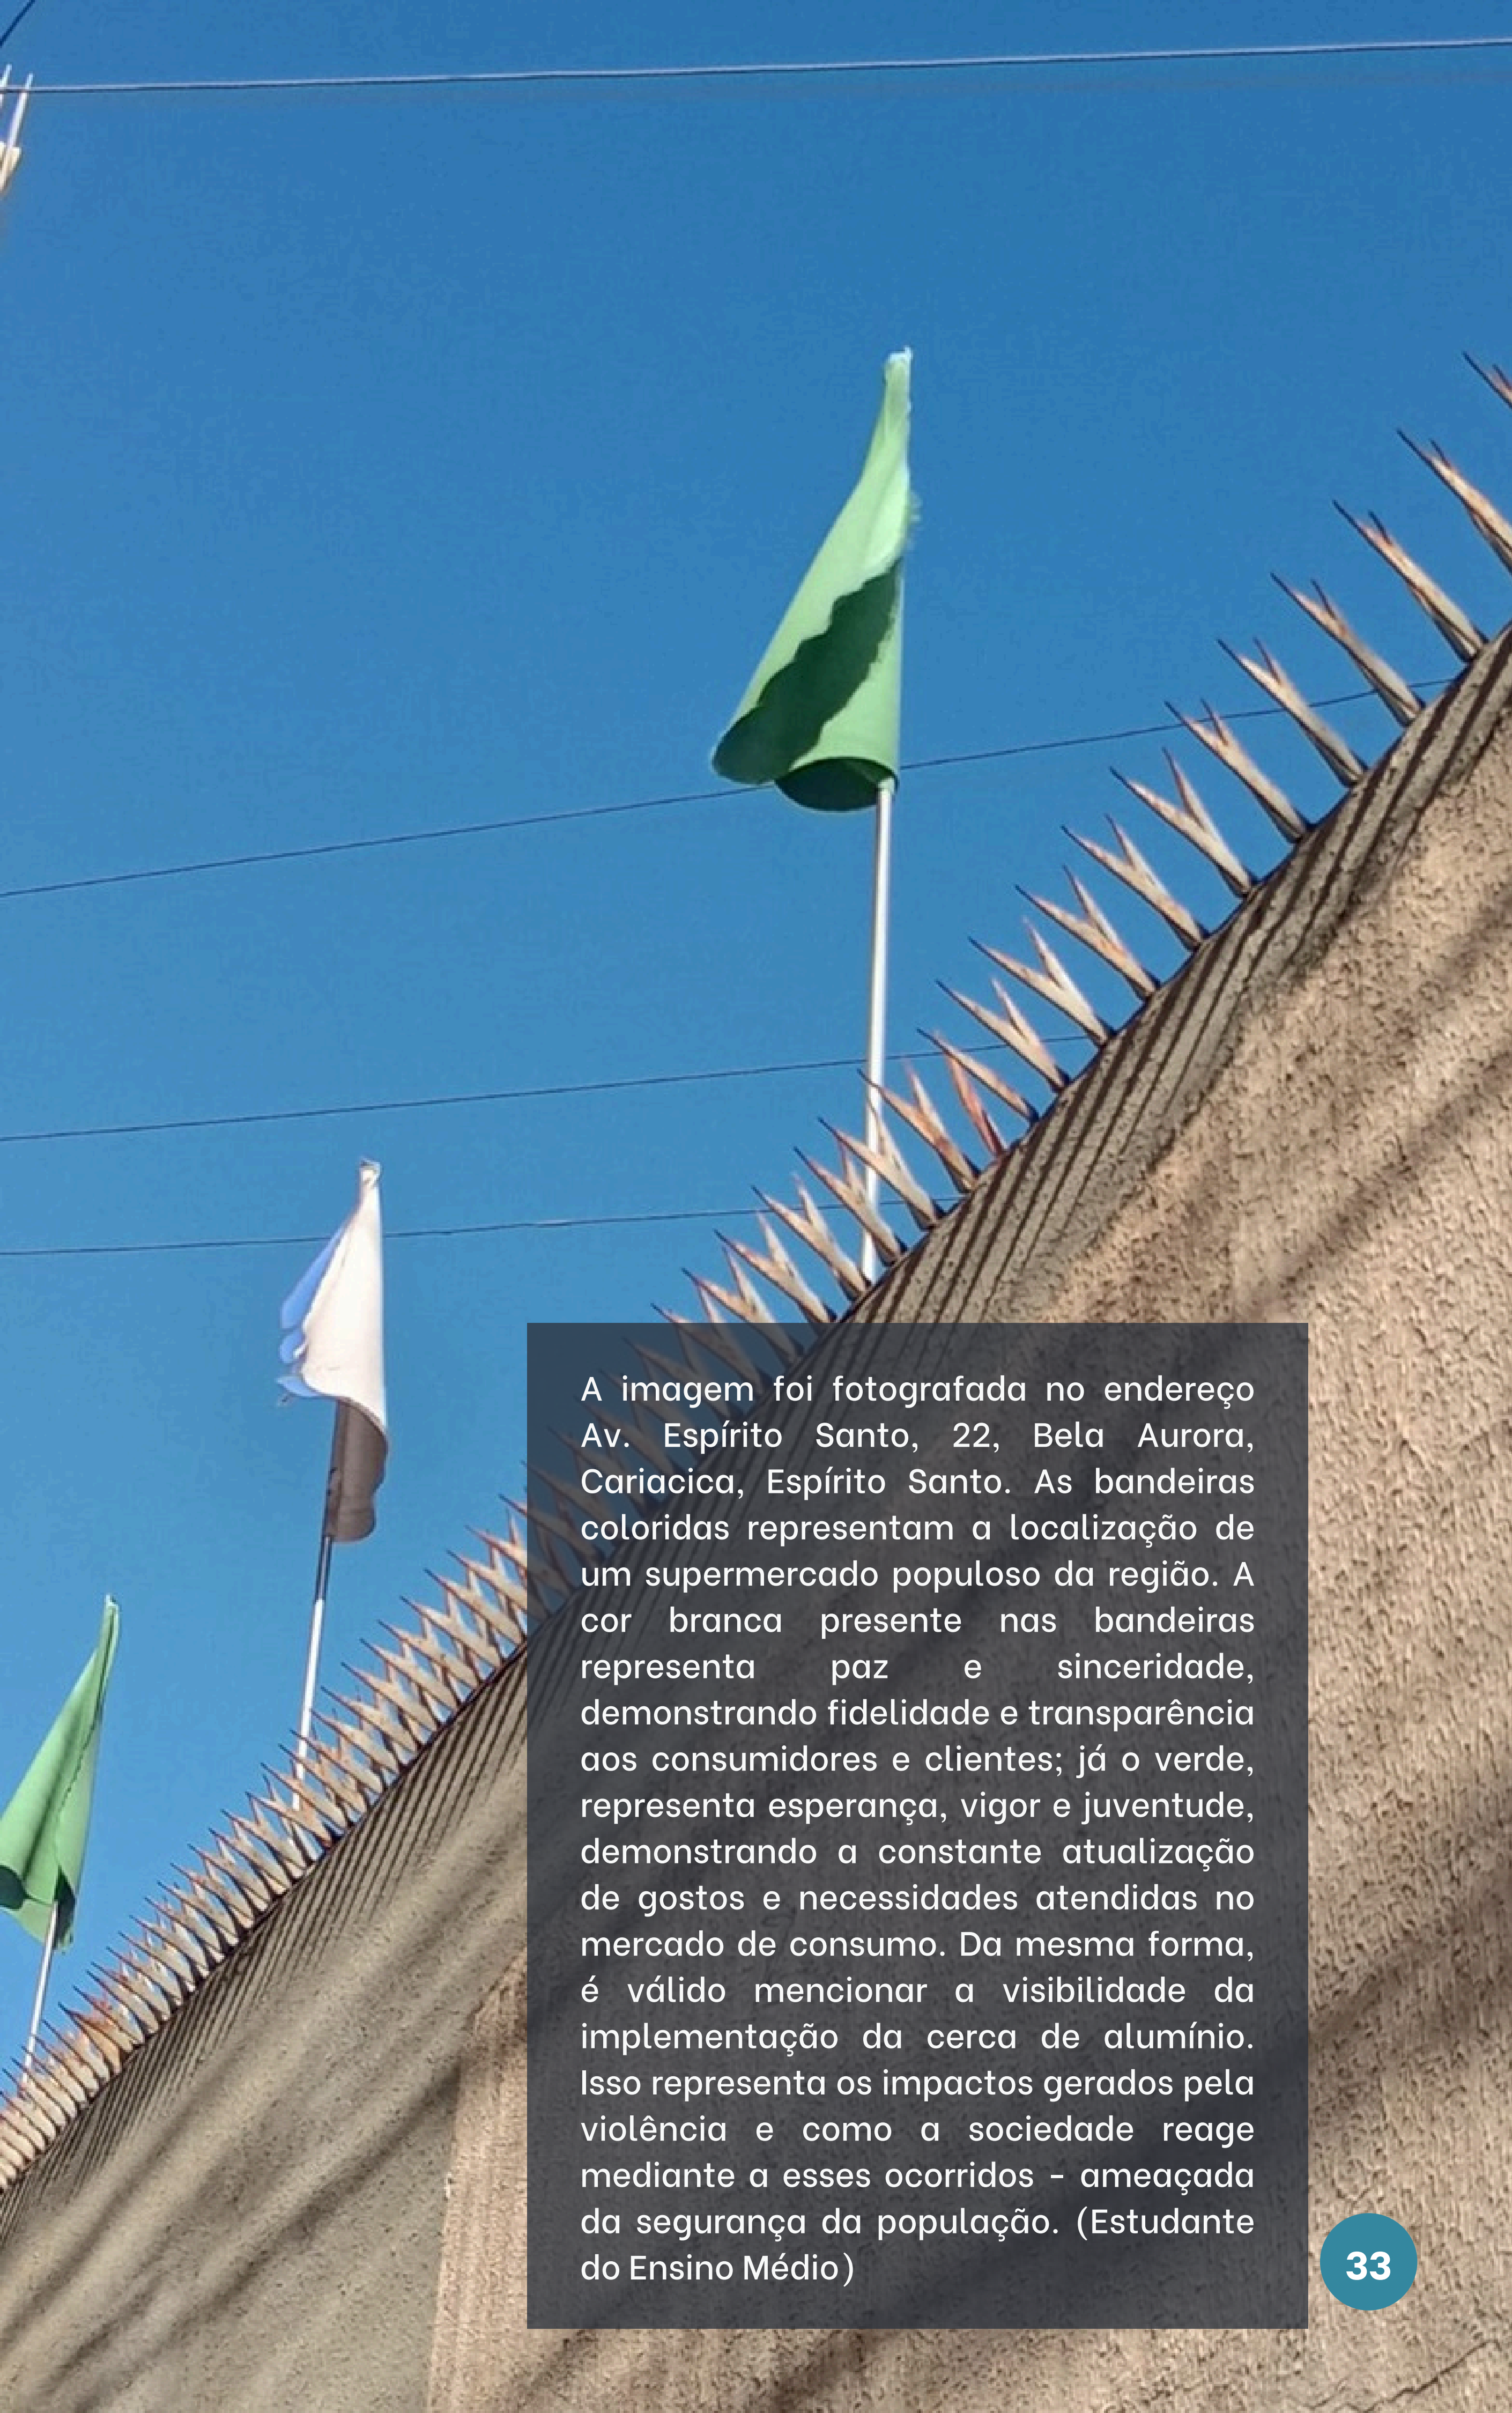 A imagem foi fotografada no endereço
Av. Espírito Santo, 22, Bela Aurora,
Cariacica, Espírito Santo. As bandeiras
coloridas representam a localização de
um supermercado populoso da região. A
cor branca presente nas bandeiras
representa paz e sinceridade,
demonstrando fidelidade e transparência
aos consumidores e clientes; já o verde,
representa esperança, vigor e juventude,
demonstrando a constante atualização
de gostos e necessidades atendidas no
mercado de consumo. Da mesma forma,
é válido mencionar a visibilidade da
implementação da cerca de alumínio.
Isso representa os impactos gerados pela
violência e como a sociedade reage
mediante a esses ocorridos - ameaçada
da segurança da população. (Estudante
do Ensino Médio)
33